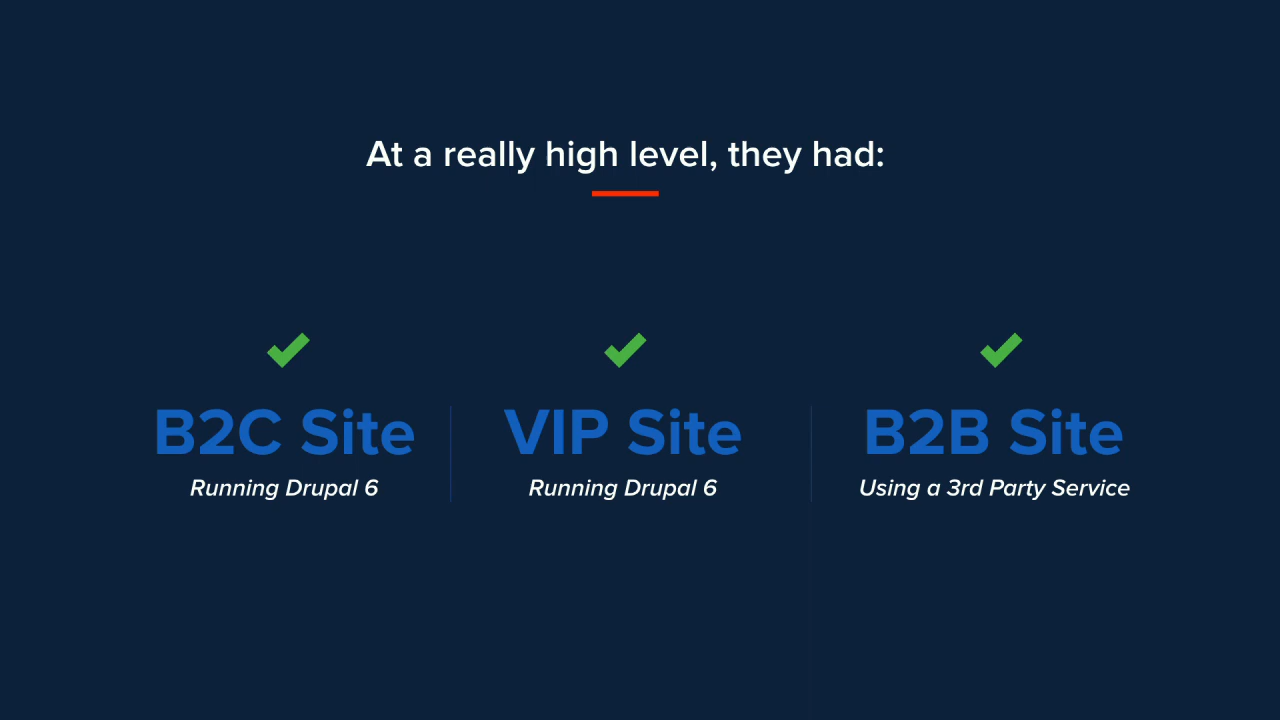 At a really high level, they had:
B2C Site
Running Drupal 6
VIP Site
Running Drupal 6
B2B Site
Using a 3rd Party Service